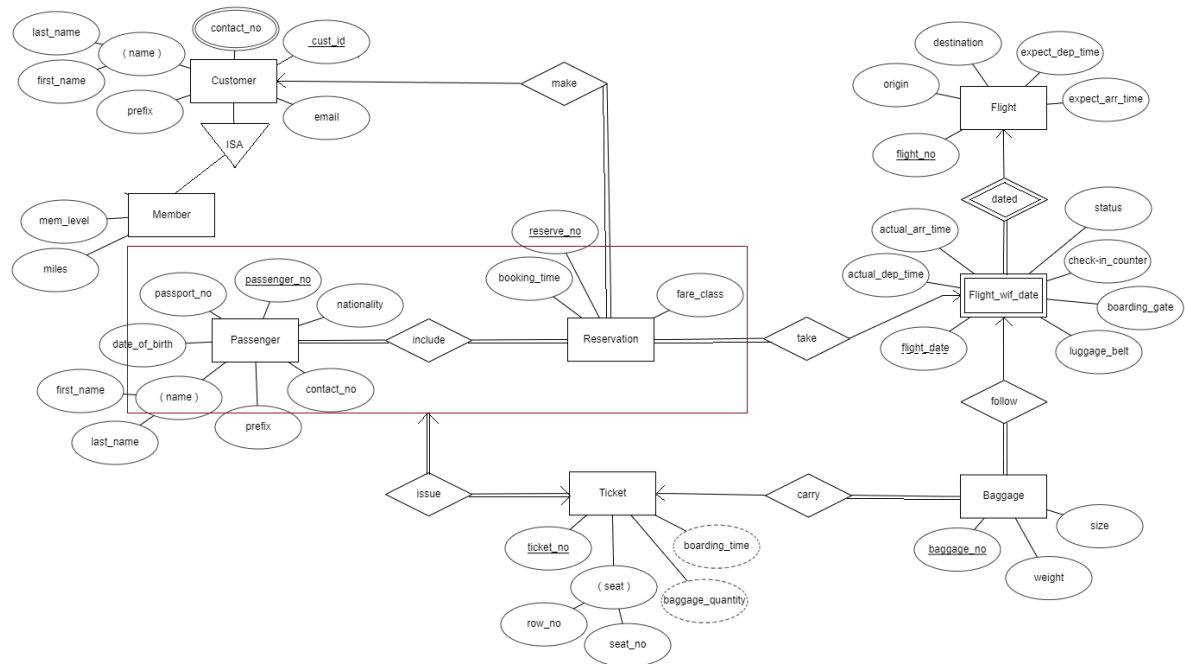 contact_no
last_name
( name )
cust_id
first_name
Customer
prefix
email
ISA
make
destination
expect_dep_time
origin
Flight
expect_arr_time
flight_no
dated
Member
mem_level
miles
status
actual_arr_time
check-in_counter
actual_dep_time
Flight_wif_date
boarding_gate
flight_date
luggage_belt
reserve_no
booking_time
fare_class
passenger_no
passport_no
nationality
Passenger
include
Reservation
take
date_of_birth
first_name
( name )
contact_no
last_name
prefix
follow
issue
Ticket
carry
Baggage
ticket_no
boarding_time
baggage_no
size
weight
( seat )
baggage_quantity
row_no
seat_no